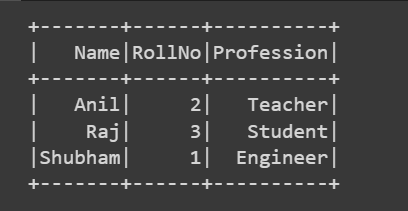 +-------+------+----------+
|   Name|RollNo|Profession|
+-------+------+----------+
|   Anil|     2|   Teacher|
|    Raj|     3|   Student|
|Shubham|     1|  Engineer|
+-------+------+----------+